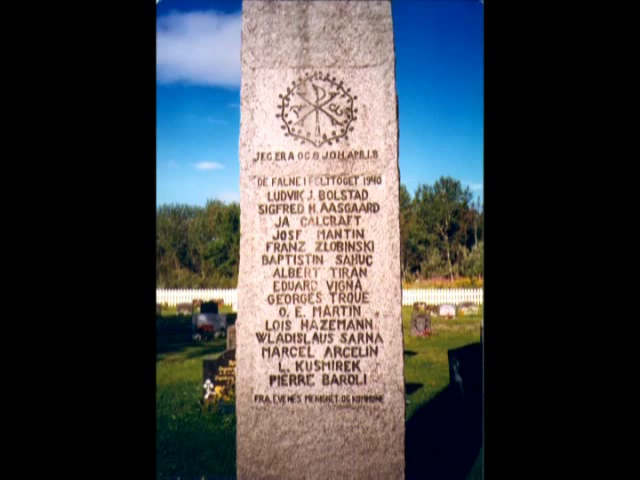 JEG ER A OG Ω JOH.APB.1.8
DE FALNE I FELTTOGET 1940
LUDVIK J. BOLSTAD
SIGFRED H. AASGAARD
JA CALCRAFT
JOSF MANTIN
FRANZ ZLOBINSKI
BAPTISTIN SAHUC
ALBERT TIRAN
EDUARD VIGNA
GEORGES TROUE
O. E. MARTIN
LOIS HAZEMANN
WLADISLAUS SARNA
MARCEL ARCELIN
L. KUSMIREK
PIERRE BAROLI
FRA EVENES MENIGHET OG KOMMUNE